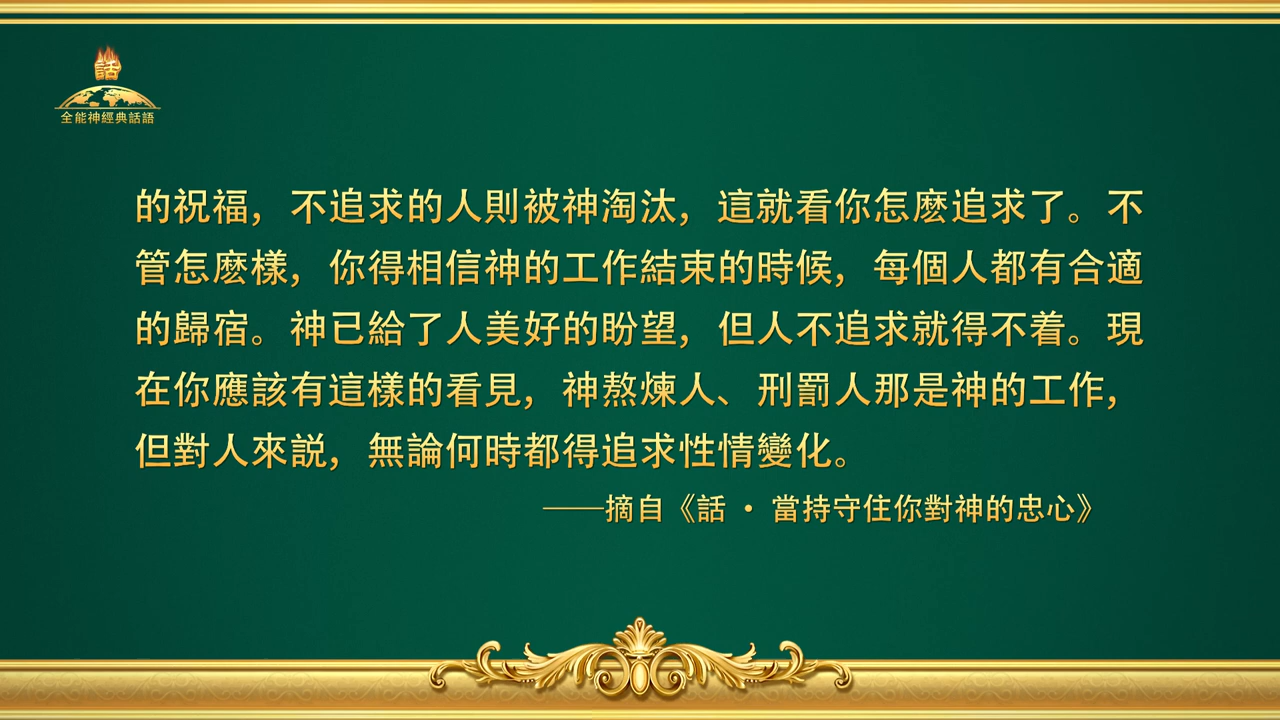 話
全能神經典話語
的祝福，不追求的人則被神淘汰，這就看你怎麽追求了。不
管怎麽樣，你得相信神的工作結束的時候，每個人都有合適
的歸宿。神已給了人美好的盼望，但人不追求就得不着。現
在你應該有這樣的看見，神熬煉人、刑罰人那是神的工作，
但對人來説，無論何時都得追求性情變化。
——摘自《話 · 當持守住你對神的忠心》